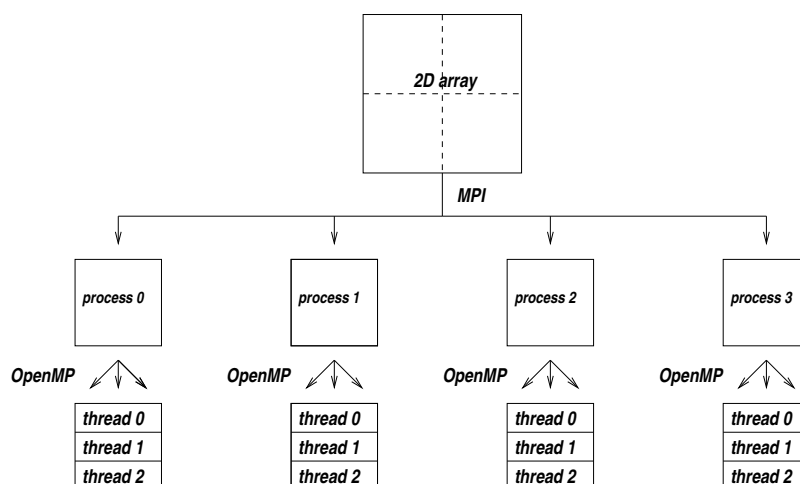 2D array
MPI
process 0 process 1 process 2 process 3
OpenMP OpenMP OpenMP OpenMP
thread 0 thread 0 thread 0 thread 0
thread 1 thread 1 thread 1 thread 1
thread 2 thread 2 thread 2 thread 2